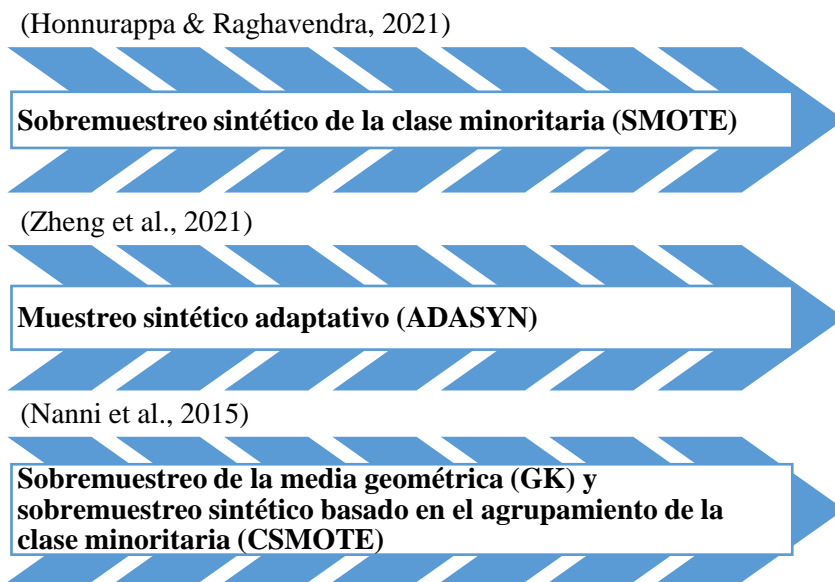 (Honnurappa & Raghavendra, 2021)
Sobremuestreo sintético de la clase minoritaria (SMOTE)
(Zheng et al., 2021)
Muestreo sintético adaptativo (ADASYN)
(Nanni et al., 2015)
Sobremuestreo de la media geométrica (GK) y
sobremuestreo sintético basado en el agrupamiento de la
clase minoritaria (CSMOTE)